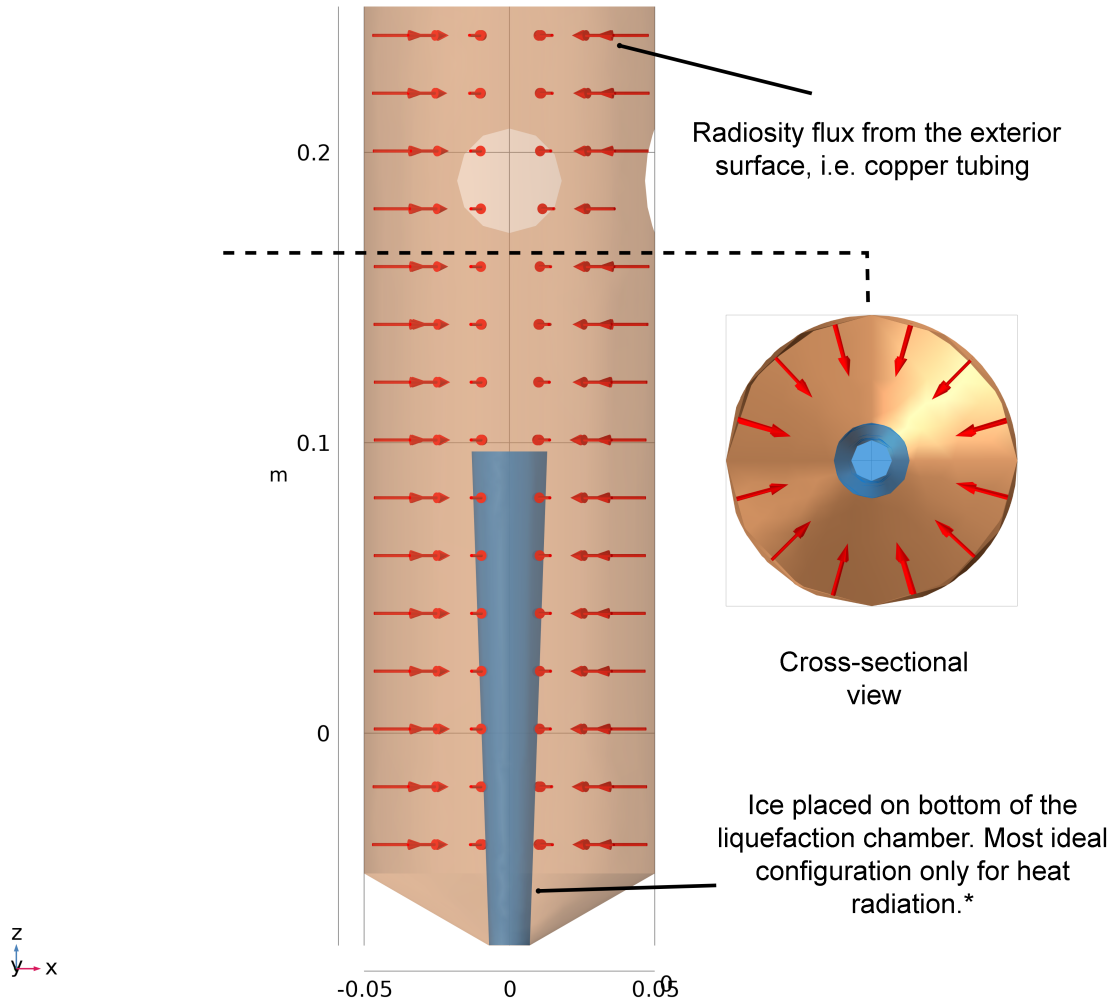 Radiosity flux from the exterior
surface, i.e. copper tubing
0.2
0.1
m
0
Cross-sectional
view
Ice placed on bottom of the
liquefaction chamber. Most ideal
configuration only for heat
radiation.*
z
y x
-0.05 0 0.05
0